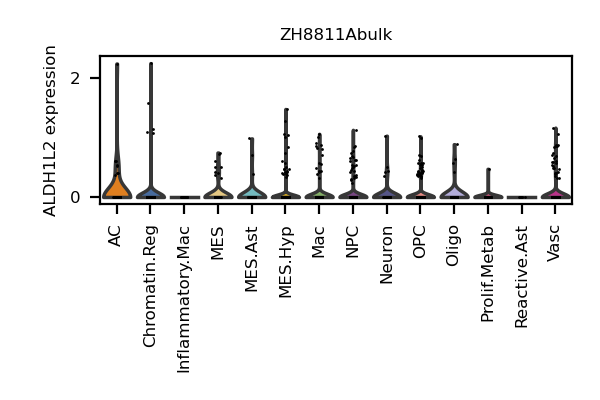 ZH8811Abulk
ALDH1L2 expression
2
0
AC
Chromatin.Reg
Inflammatory.Mac
MES
MES.Ast
MES.Hyp
Mac
NPC
Neuron
OPC
Oligo
Prolif.Metab
Reactive.Ast
Vasc